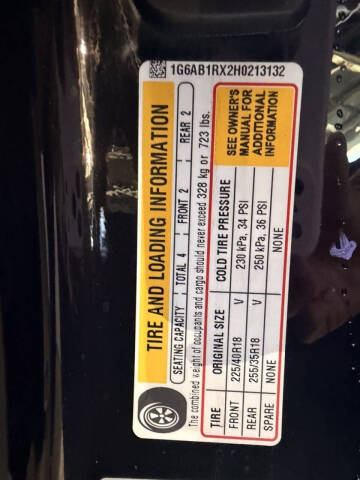 1G6AB1RX2H0213132
TIRE AND LOADING INFORMATION
SEATING CAPACITY TOTAL 4 FRONT 2 REAR 2
The combined weight of occupants and cargo should never exceed 328 kg or 723 lbs.
TIRE ORIGINAL SIZE COLD TIRE PRESSURE
FRONT 225/40R18 V 230 kPa, 34 PSI
REAR 255/35R18 V 250 kPa, 36 PSI
SPARE NONE NONE
SEE OWNER'S
MANUAL FOR
ADDITIONAL
INFORMATION